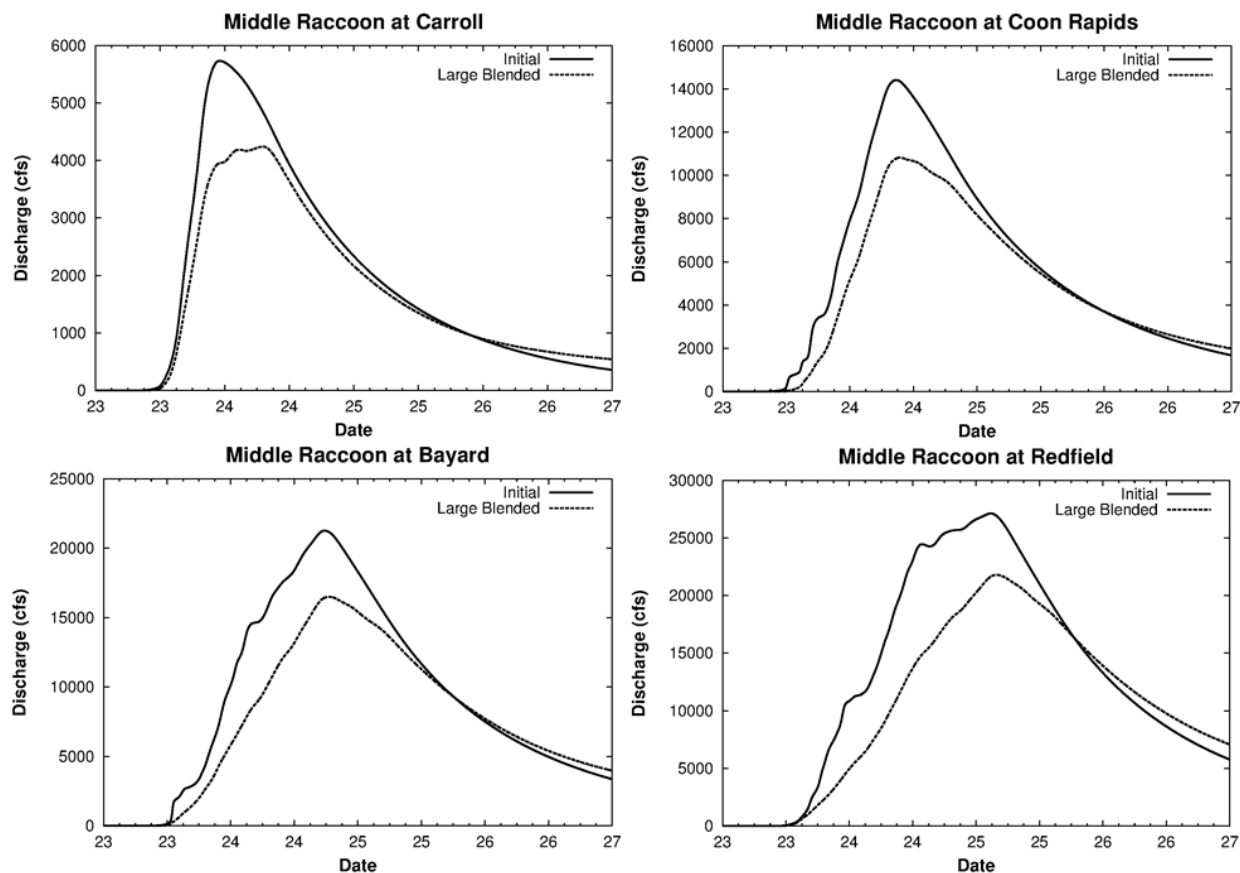 Middle Raccoon at Carroll
6000
5000
4000
3000
2000
1000
0
Discharge (cfs)
Initial
Large Blended
23 23 24 24 25 25 26 26 27
Date
Middle Raccoon at Coon Rapids
16000
14000
12000
10000
8000
6000
4000
2000
0
Discharge (cfs)
Initial
Large Blended
23 23 24 24 25 25 26 26 27
Date
Middle Raccoon at Bayard
25000
20000
15000
10000
5000
0
Discharge (cfs)
Initial
Large Blended
23 23 24 24 25 25 26 26 27
Date
Middle Raccoon at Redfield
30000
25000
20000
15000
10000
5000
0
Discharge (cfs)
Initial
Large Blended
23 23 24 24 25 25 26 26 27
Date